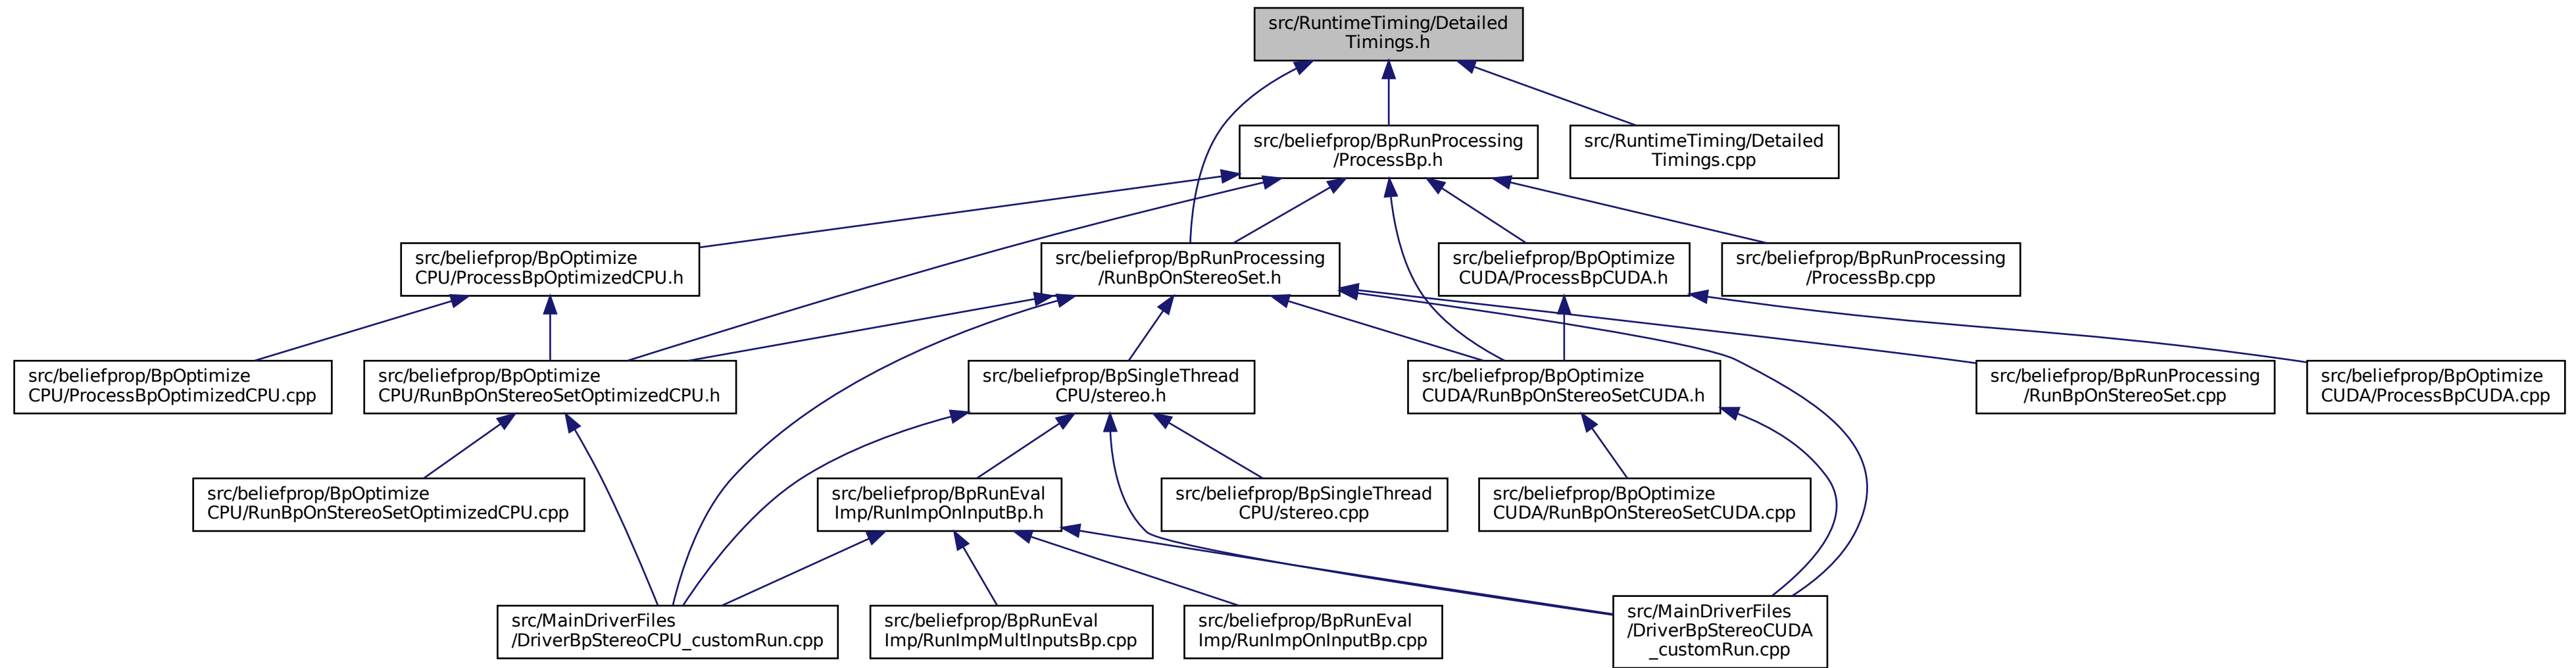 src/RuntimeTiming/Detailed
Timings.h
src/beliefprop/BpRunProcessing
/ProcessBp.h
src/RuntimeTiming/Detailed
Timings.cpp
src/beliefprop/BpOptimize
CPU/ProcessBpOptimizedCPU.h
src/beliefprop/BpRunProcessing
/RunBpOnStereoSet.h
src/beliefprop/BpOptimize
CUDA/ProcessBpCUDA.h
src/beliefprop/BpRunProcessing
/ProcessBp.cpp
src/beliefprop/BpOptimize
CPU/ProcessBpOptimizedCPU.cpp
src/beliefprop/BpOptimize
CPU/RunBpOnStereoSetOptimizedCPU.h
src/beliefprop/BpSingleThread
CPU/stereo.h
src/beliefprop/BpOptimize
CUDA/RunBpOnStereoSetCUDA.h
src/beliefprop/BpRunProcessing
/RunBpOnStereoSet.cpp
src/beliefprop/BpOptimize
CUDA/ProcessBpCUDA.cpp
src/beliefprop/BpOptimize
CPU/RunBpOnStereoSetOptimizedCPU.cpp
src/beliefprop/BpRunEval
Imp/RunImpOnInputBp.h
src/beliefprop/BpSingleThread
CPU/stereo.cpp
src/beliefprop/BpOptimize
CUDA/RunBpOnStereoSetCUDA.cpp
src/MainDriverFiles
/DriverBpStereoCPU_customRun.cpp
src/beliefprop/BpRunEval
Imp/RunImpMultInputsBp.cpp
src/beliefprop/BpRunEval
Imp/RunImpOnInputBp.cpp
src/MainDriverFiles
/DriverBpStereoCUDA
_customRun.cpp